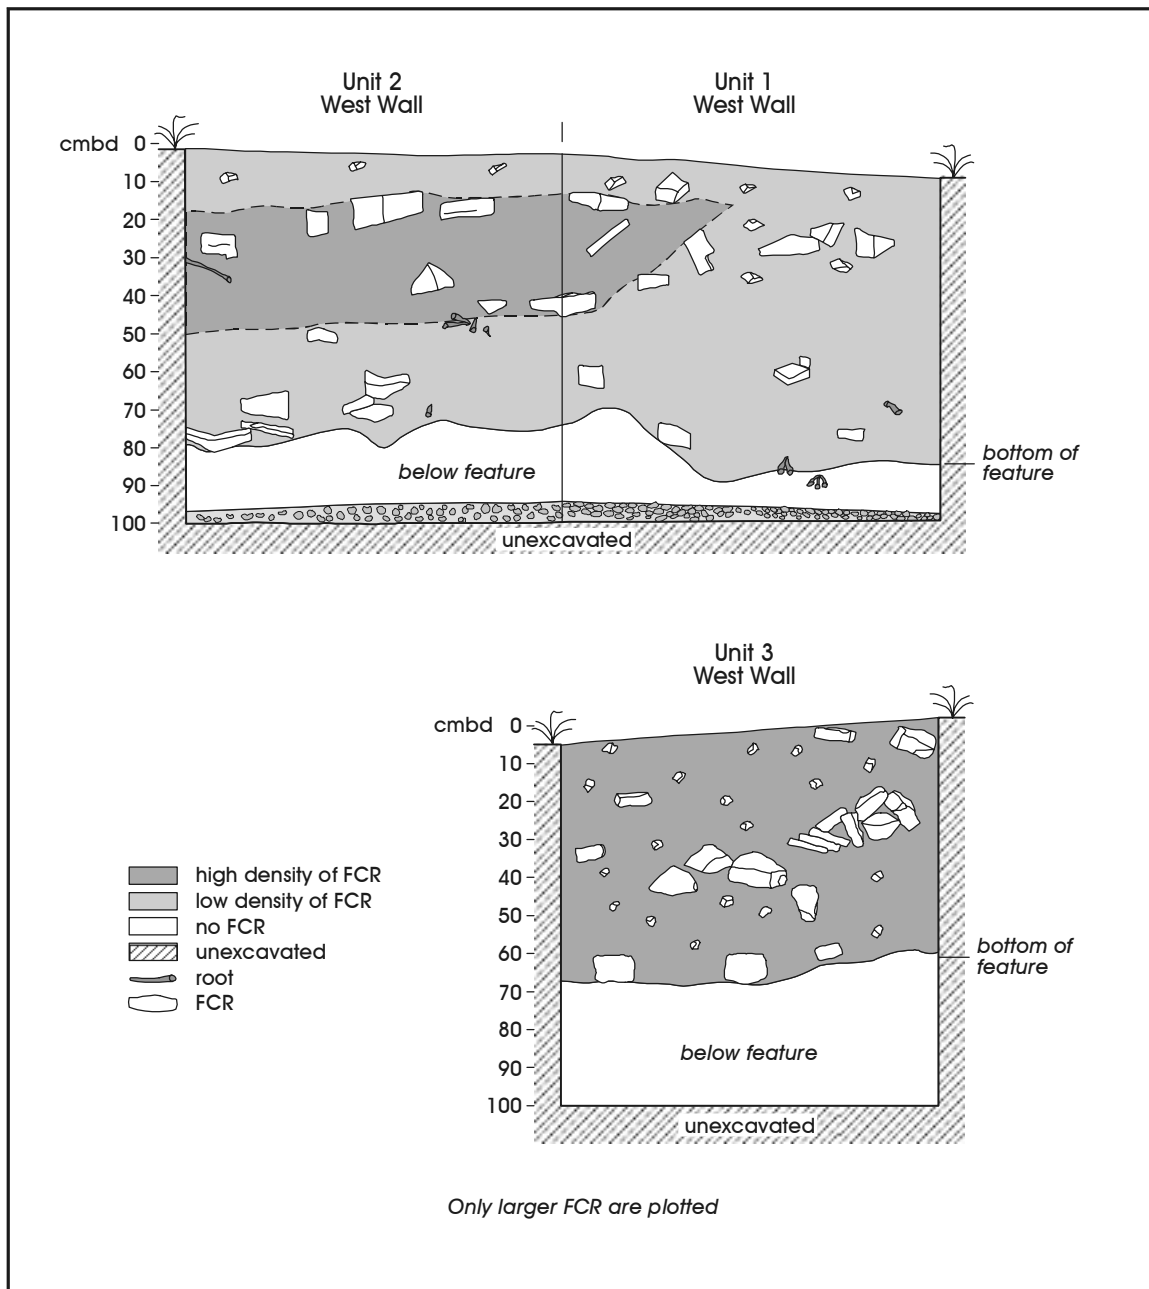 Unit 2
West Wall
Unit 1
West Wall
cmbd 0
10
20
30
40
50
60
70
80
90
100
below feature
bottom of
feature
unexcavated
Unit 3
West Wall
cmbd 0
10
20
30
40
50
60
70
80
90
100
high density of FCR
low density of FCR
no FCR
unexcavated
root
FCR
bottom of
feature
below feature
unexcavated
Only larger FCR are plotted